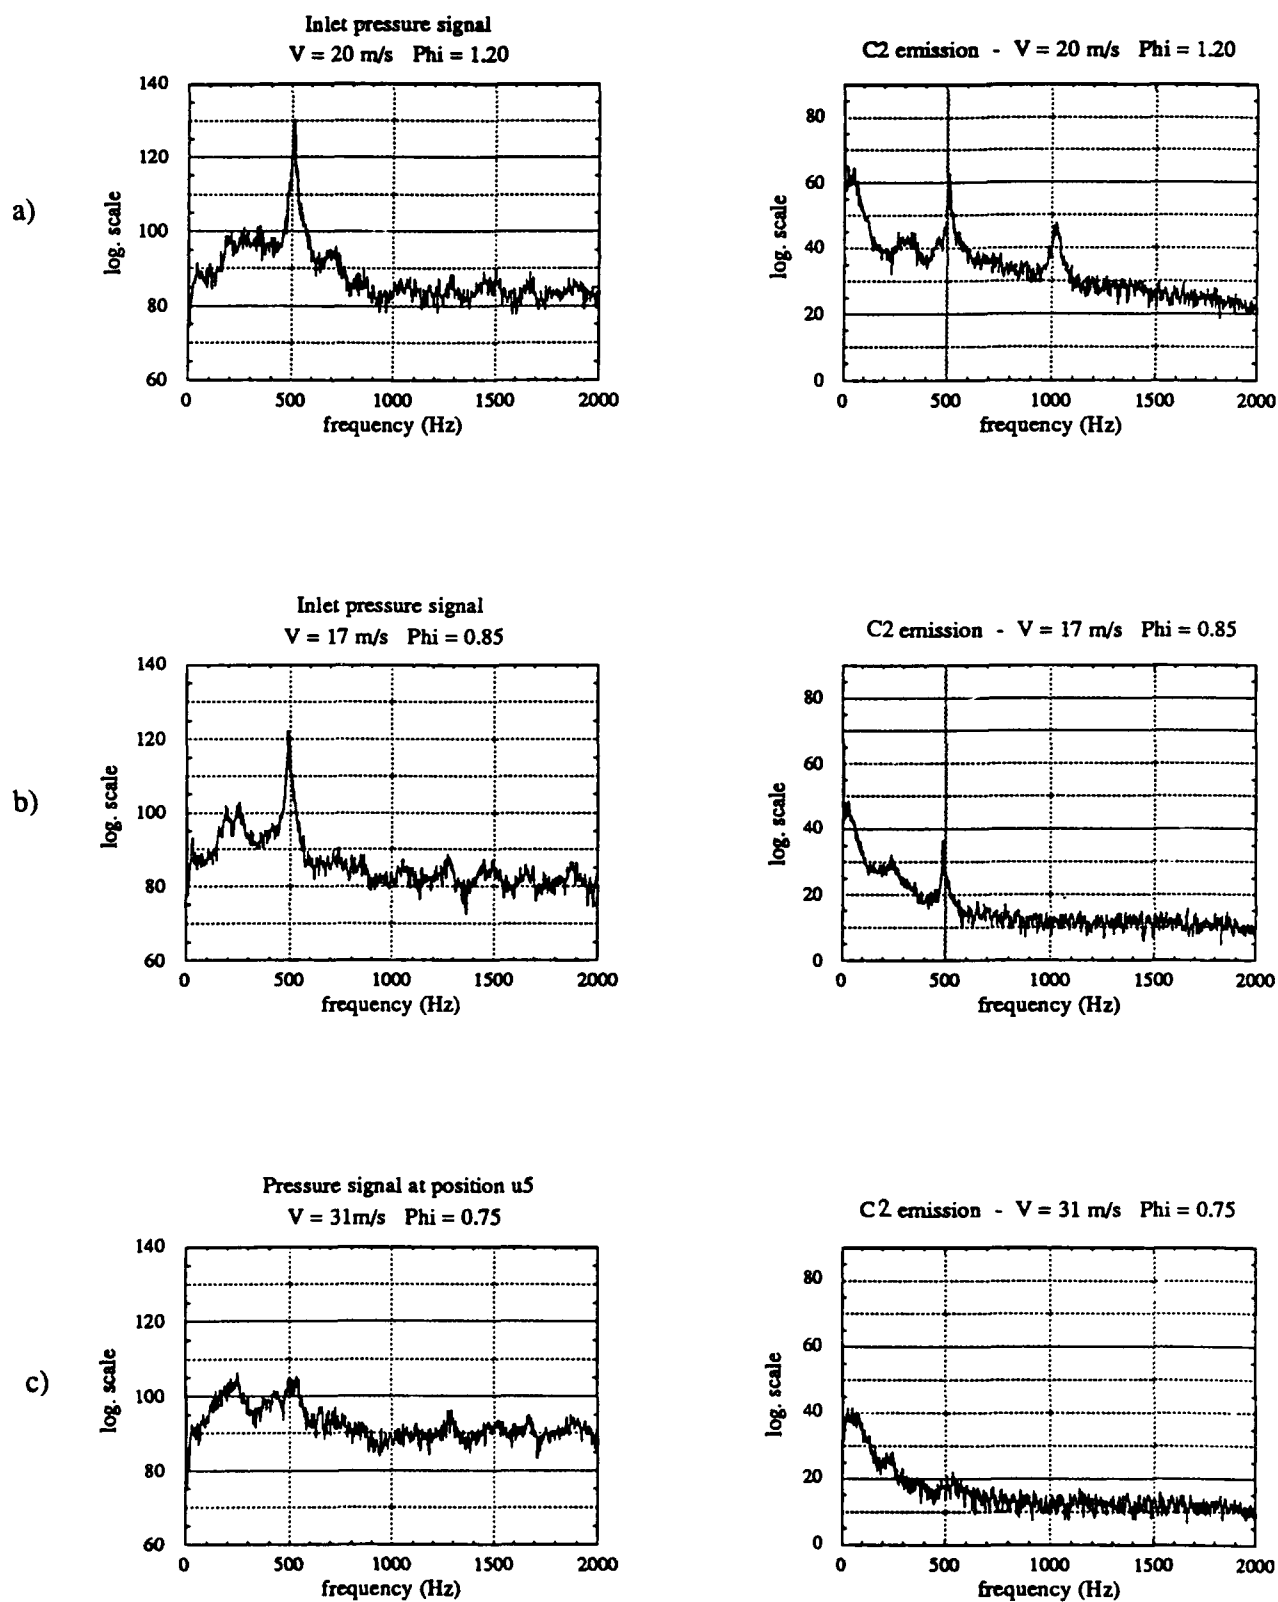 a)
Inlet pressure signal
V = 20 m/s Phi = 1.20
140
120
100
80
60
log. scale
0 500 1000 1500 2000
frequency (Hz)
C2 emission - V = 20 m/s Phi = 1.20
80
60
40
20
0
log. scale
0 500 1000 1500 2000
frequency (Hz)
b)
Inlet pressure signal
V = 17 m/s Phi = 0.85
140
120
100
80
60
log. scale
0 500 1000 1500 2000
frequency (Hz)
C2 emission - V = 17 m/s Phi = 0.85
80
60
40
20
0
log. scale
0 500 1000 1500 2000
frequency (Hz)
c)
Pressure signal at position u5
V = 31m/s Phi = 0.75
140
120
100
80
60
log. scale
0 500 1000 1500 2000
frequency (Hz)
C2 emission - V = 31 m/s Phi = 0.75
80
60
40
20
0
log. scale
0 500 1000 1500 2000
frequency (Hz)